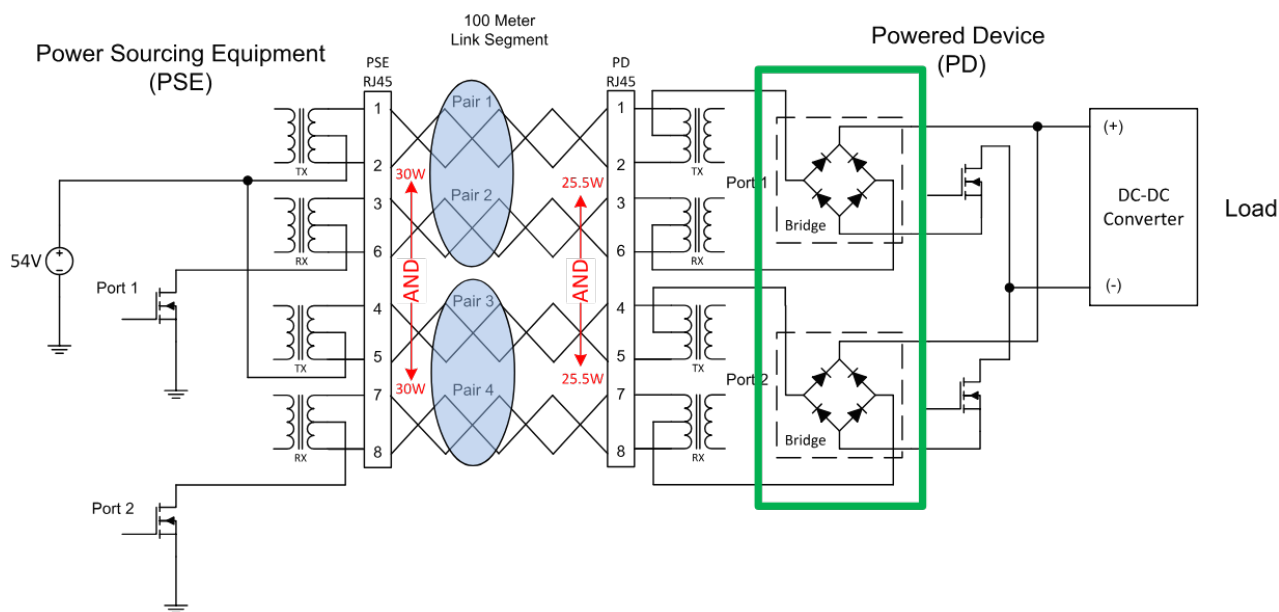 100 Meter
Link Segment
Power Sourcing Equipment
(PSE)
Powered Device
(PD)
PSE
RJ45
PD
RJ45
1
Pair 1
1
(+)
2
TX
2
TX
30W
25.5W
Port 1
3
Pair 2
3
DC-DC
Converter
Load
Bridge
54V
6
RX
6
RX
AND
AND
Port 1
4
Pair 3
4
(-)
5
TX
5
TX
30W
25.5W
Port 2
7
Pair 4
7
8
RX
8
RX
Bridge
Port 2